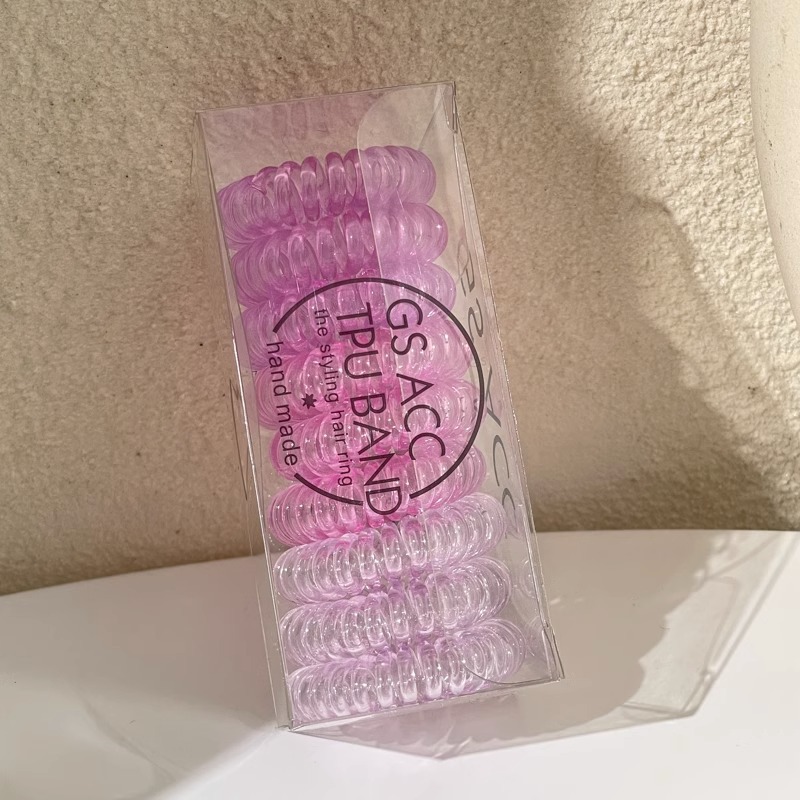 GS ACC
TPU BAND
the styling hair ring
hand made